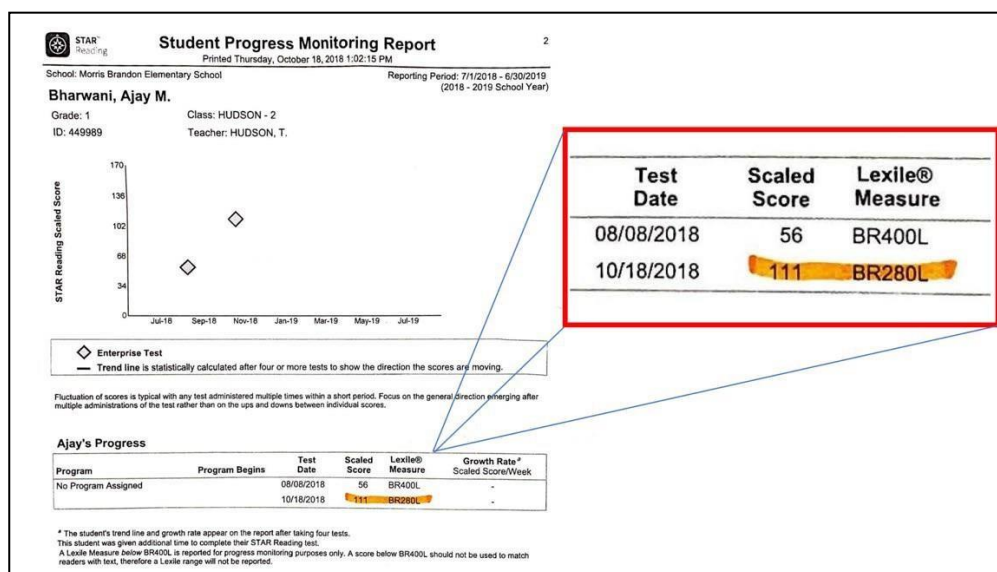 STAR™
Reading
Student Progress Monitoring Report
2
Printed Thursday, October 18, 2018 1:02:15 PM
School: Morris Brandon Elementary School
Reporting Period: 7/1/2018 - 6/30/2019
(2018 - 2019 School Year)
Bharwani, Ajay M.
Grade: 1
Class: HUDSON - 2
ID: 449989
Teacher: HUDSON, T.
STAR Reading Scaled Score
170
136
102
68
34
0
Jul-18 Sep-18 Nov-18 Jan-19 Mar-19 May-19 Jul-19
Enterprise Test
Trend line is statistically calculated after four or more tests to show the direction the scores are moving.
Fluctuation of scores is typical with any test administered multiple times within a short period. Focus on the general direction emerging after
multiple administrations of the test rather than on the ups and downs between individual scores.
Ajay's Progress
Program Program Begins Test Date Scaled Score Lexile® Measure Growth Rate# Scaled Score/Week
No Program Assigned 08/08/2018 56 BR400L -
10/18/2018 111 BR280L -
# The student's trend line and growth rate appear on the report after taking four tests.
This student was given additional time to complete their STAR Reading test.
A Lexile Measure below BR400L is reported for progress monitoring purposes only. A score below BR400L should not be used to match
readers with text, therefore a Lexile range will not be reported.
Test Scaled Lexile®
Date Score Measure
08/08/2018 56 BR400L
10/18/2018 111 BR280L